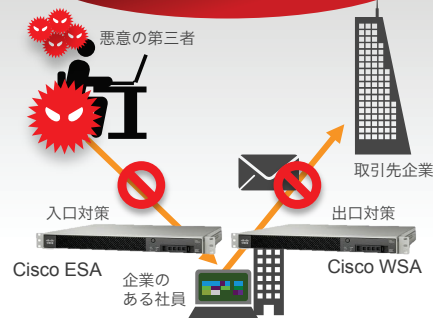 悪意の第三者
取引先企業
入口対策
出口対策
Cisco ESA
Cisco WSA
企業の
ある社員